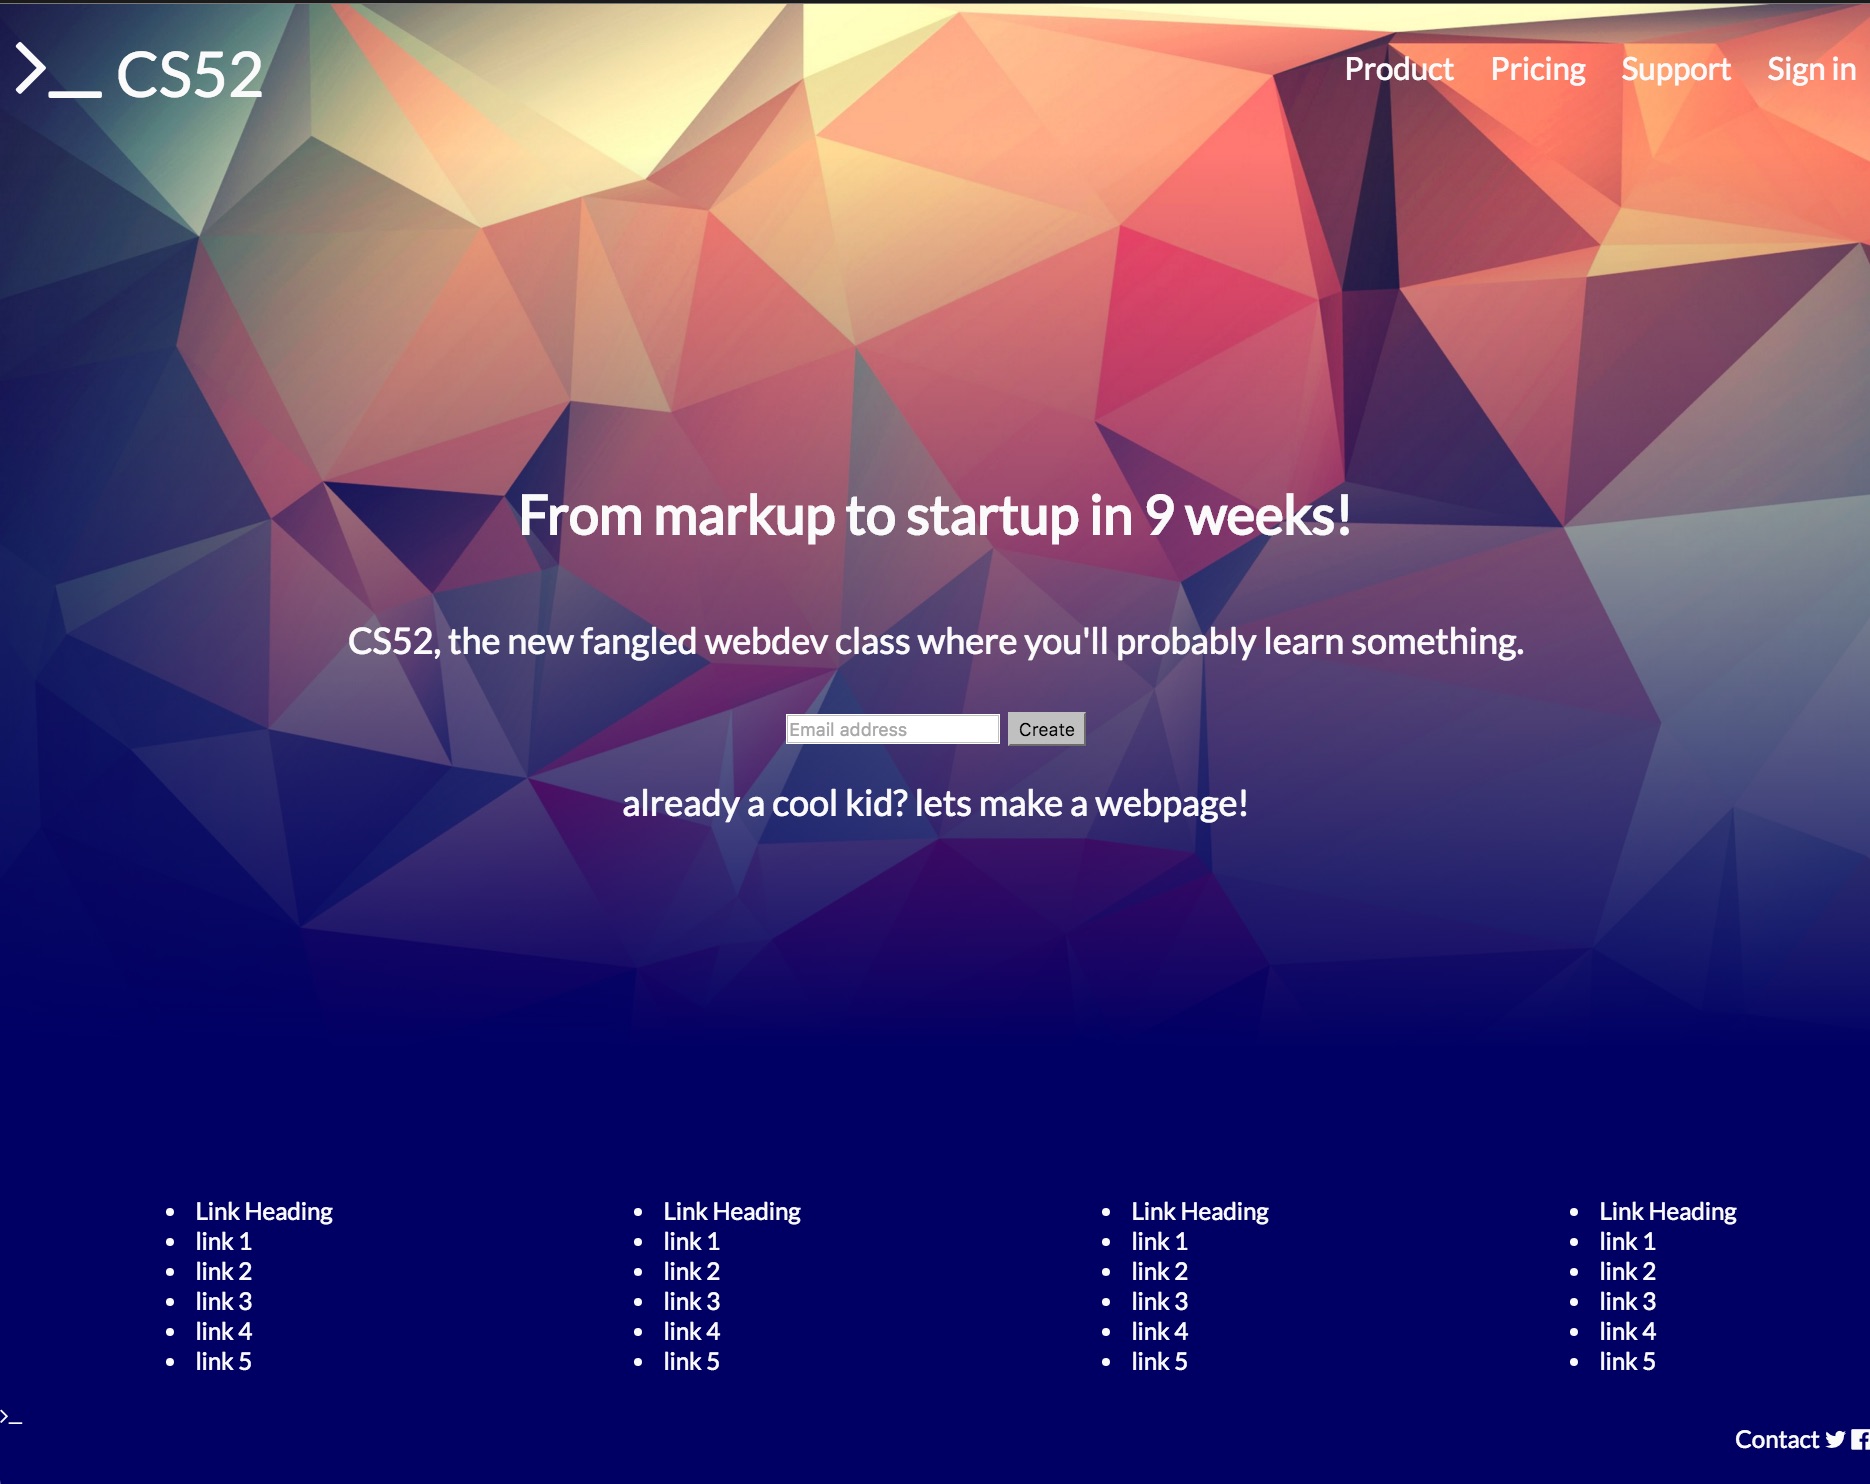 >_ CS52
Product Pricing Support Sign in
From markup to startup in 9 weeks!
CS52, the new fangled webdev class where you'll probably learn something.
Email address Create
already a cool kid? lets make a webpage!
• Link Heading
• link 1
• link 2
• link 3
• link 4
• link 5
• Link Heading
• link 1
• link 2
• link 3
• link 4
• link 5
• Link Heading
• link 1
• link 2
• link 3
• link 4
• link 5
• Link Heading
• link 1
• link 2
• link 3
• link 4
• link 5
>_
Contact